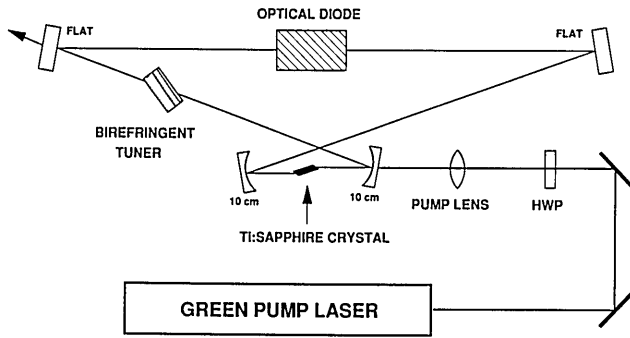 OPTICAL DIODE
FLAT
FLAT
BIREFRINGENT
TUNER
10 cm
10 cm
PUMP LENS
HWP
TI:SAPPHIRE CRYSTAL
GREEN PUMP LASER